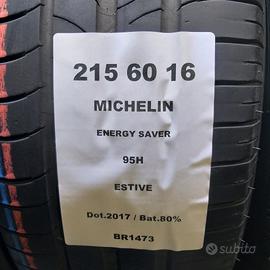 215 60 16
MICHELIN
ENERGY SAVER
95H
ESTIVE
Dot.2017 / Bat.80%
BR1473
subito